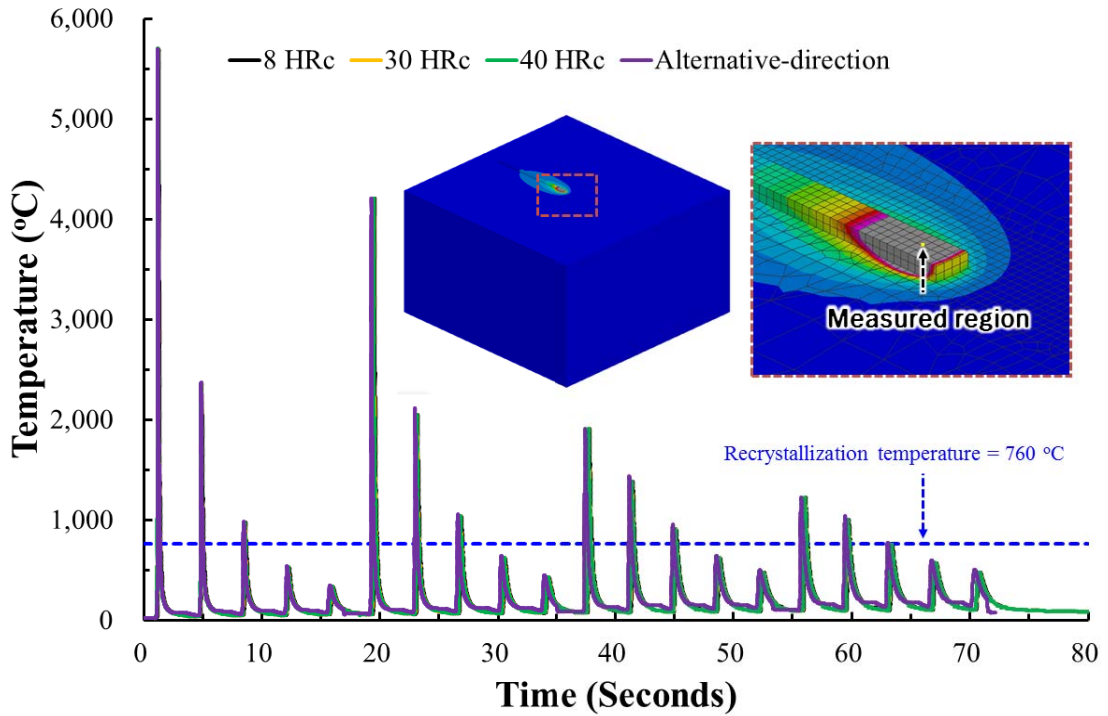 6,000
5,000
4,000
3,000
2,000
1,000
0
Temperature (°C)
8 HRc 30 HRc 40 HRc Alternative-direction
Measured region
Recrystallization temperature = 760 °C
0 10 20 30 40 50 60 70 80
Time (Seconds)